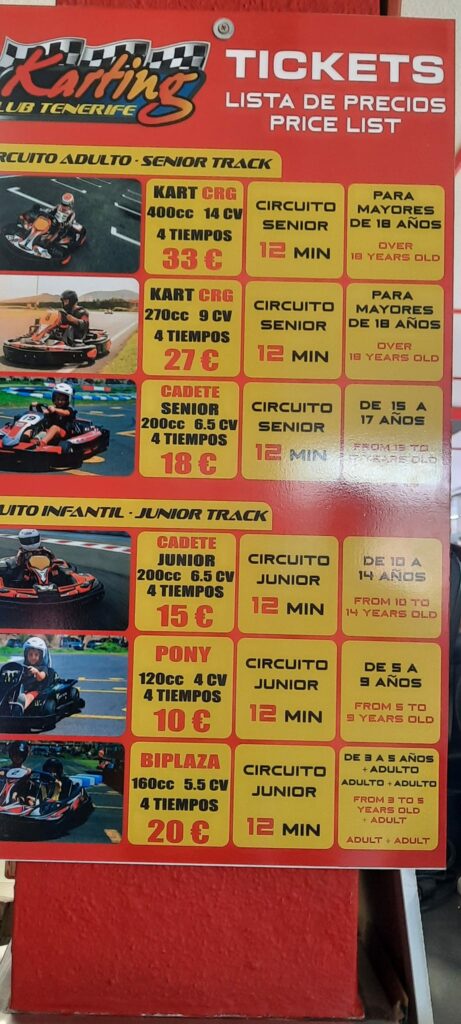 Karting
LUB TENERIFE
TICKETS
LISTA DE PRECIOS
PRICE LIST
RCUITO ADULTO · SENIOR TRACK
KART CRG
400cc 14 CV
4 TIEMPOS
33 €
CIRCUITO
SENIOR
12 MIN
PARA
MAYORES
DE 18 AÑOS
OVER
18 YEARS OLD
KART CRG
270cc 9 CV
4 TIEMPOS
27 €
CIRCUITO
SENIOR
12 MIN
PARA
MAYORES
DE 18 AÑOS
OVER
18 YEARS OLD
CADETE
SENIOR
200cc 6.5 CV
4 TIEMPOS
18 €
CIRCUITO
SENIOR
12 MIN
DE 15 A
17 AÑOS
FROM 15 TO
YEARS OLD
UITO INFANTIL · JUNIOR TRACK
CADETE
JUNIOR
200cc 6.5 CV
4 TIEMPOS
15 €
CIRCUITO
JUNIOR
12 MIN
DE 10 A
14 AÑOS
FROM 10 TO
14 YEARS OLD
PONY
120cc 4 CV
4 TIEMPOS
10 €
CIRCUITO
JUNIOR
12 MIN
DE 5 A
9 AÑOS
FROM 5 TO
9 YEARS OLD
BIPLAZA
160cc 5.5 CV
4 TIEMPOS
20 €
CIRCUITO
JUNIOR
12 MIN
DE 3 A 5 AÑOS
+ ADULTO
ADULTO + ADULTO
FROM 3 TO 5
YEARS OLD
+ ADULT
ADULT + ADULT